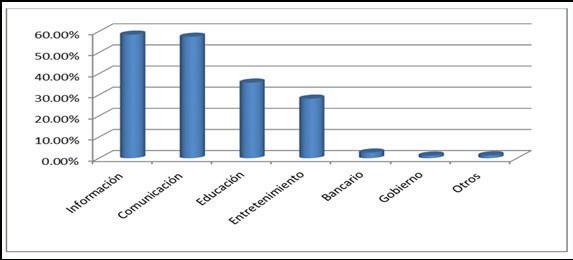 60.00%
50.00%
40.00%
30.00%
20.00%
10.00%
0.00%
Información
Comunicación
Educación
Entretenimiento
Bancario
Gobierno
Otros